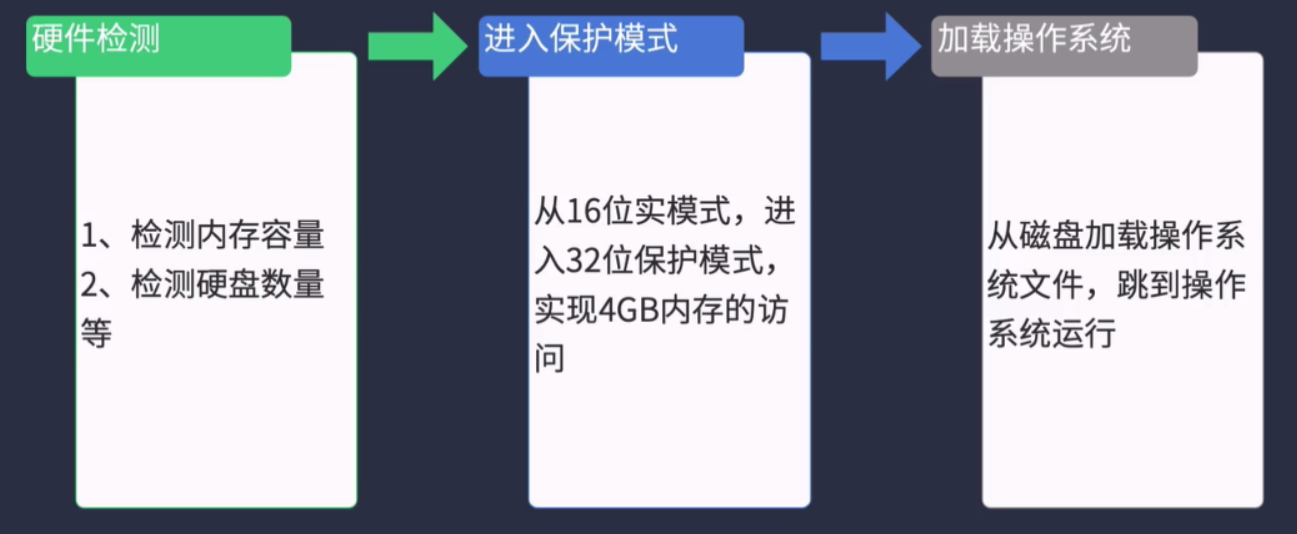 硬件检测
1、检测内存容量
2、检测硬盘数量
等
进入保护模式
从16位实模式，进
入32位保护模式，
实现4GB内存的访
问
加载操作系统
从磁盘加载操作系
统文件，跳到操作
系统运行